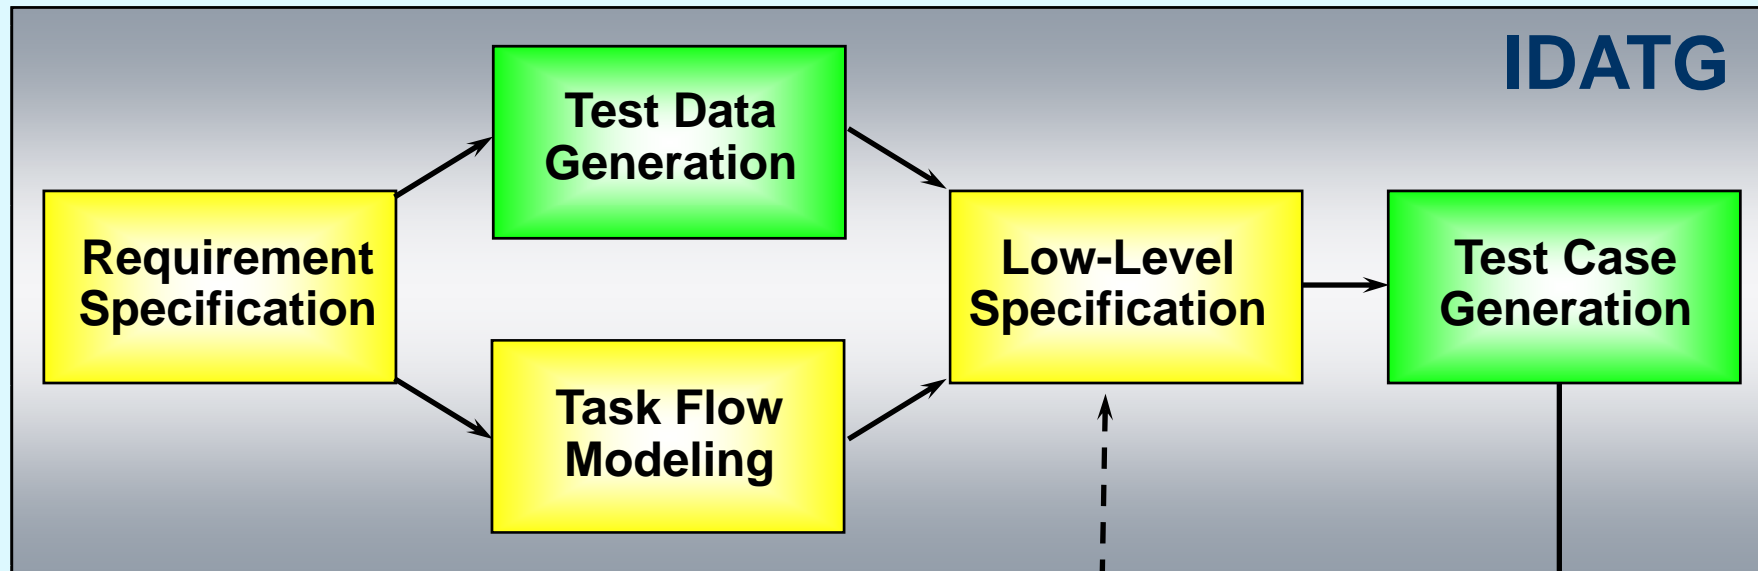 IDATG
Test Data
Generation
Requirement
Specification
Low-Level
Specification
Test Case
Generation
Task Flow
Modeling